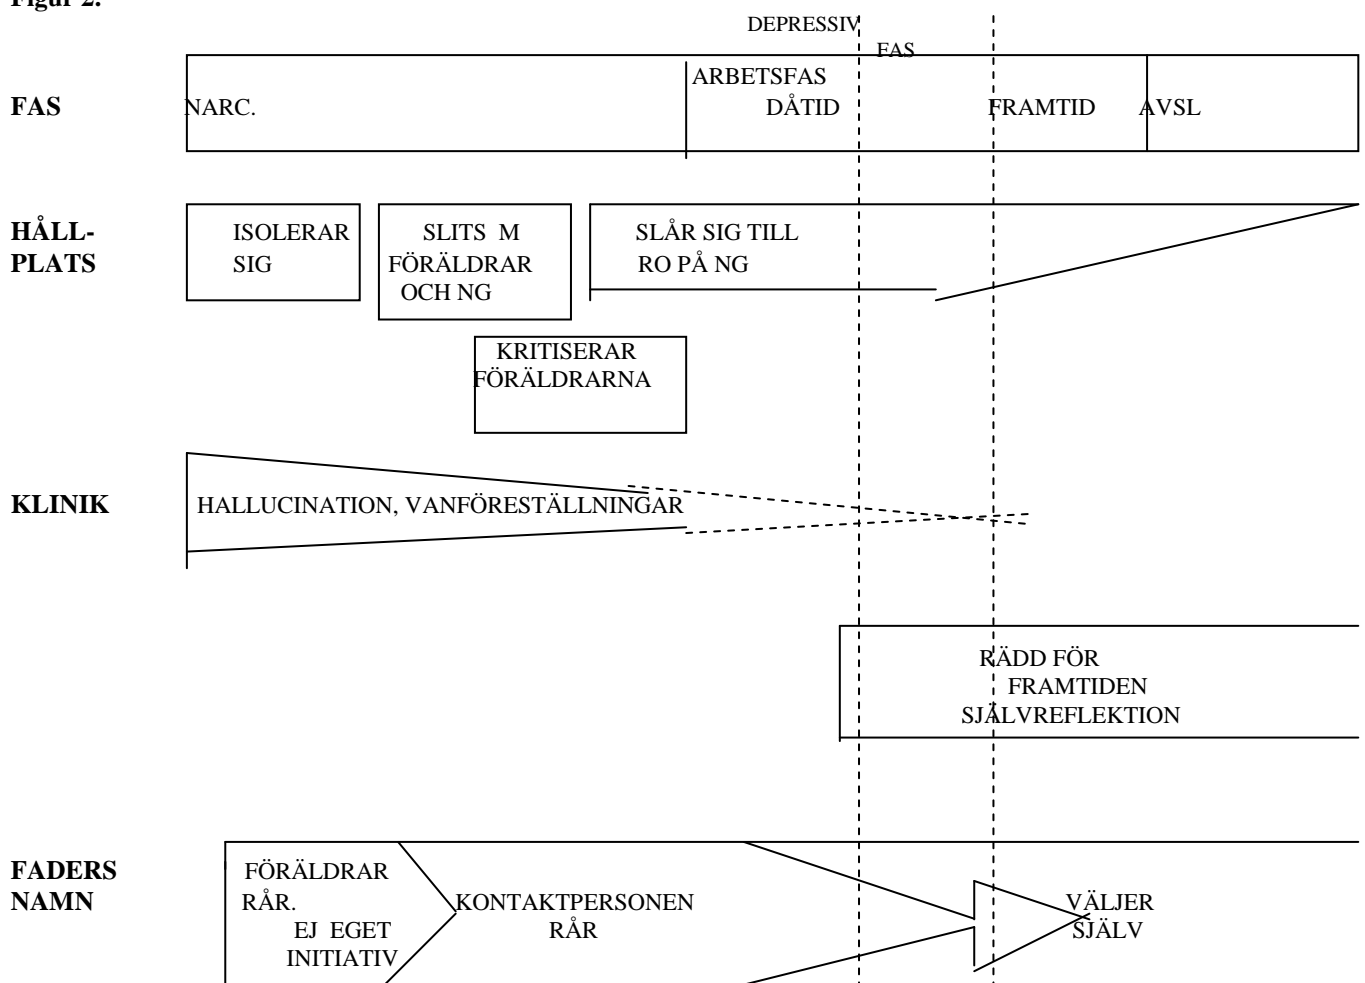 Figur 2.
DEPRESSIV
FAS
ARBETSFAS
FAS NARC. DÅTID FRAMTID AVSL
HÅLL- ISOLERAR SLITS M SLÅR SIG TILL
PLATS SIG FÖRÄLDRAR RO PÅ NG
OCH NG
KRITISERAR
FÖRÄLDRARNA
KLINIK HALLUCINATION, VANFÖRESTÄLLNINGAR
RÄDD FÖR
FRAMTIDEN
SJÄLVREFLEKTION
FADERS FÖRÄLDRAR
NAMN RÅR. KONTAKTPERSONEN VÄLJER
EJ EGET RÅR SJÄLV
INITIATIV